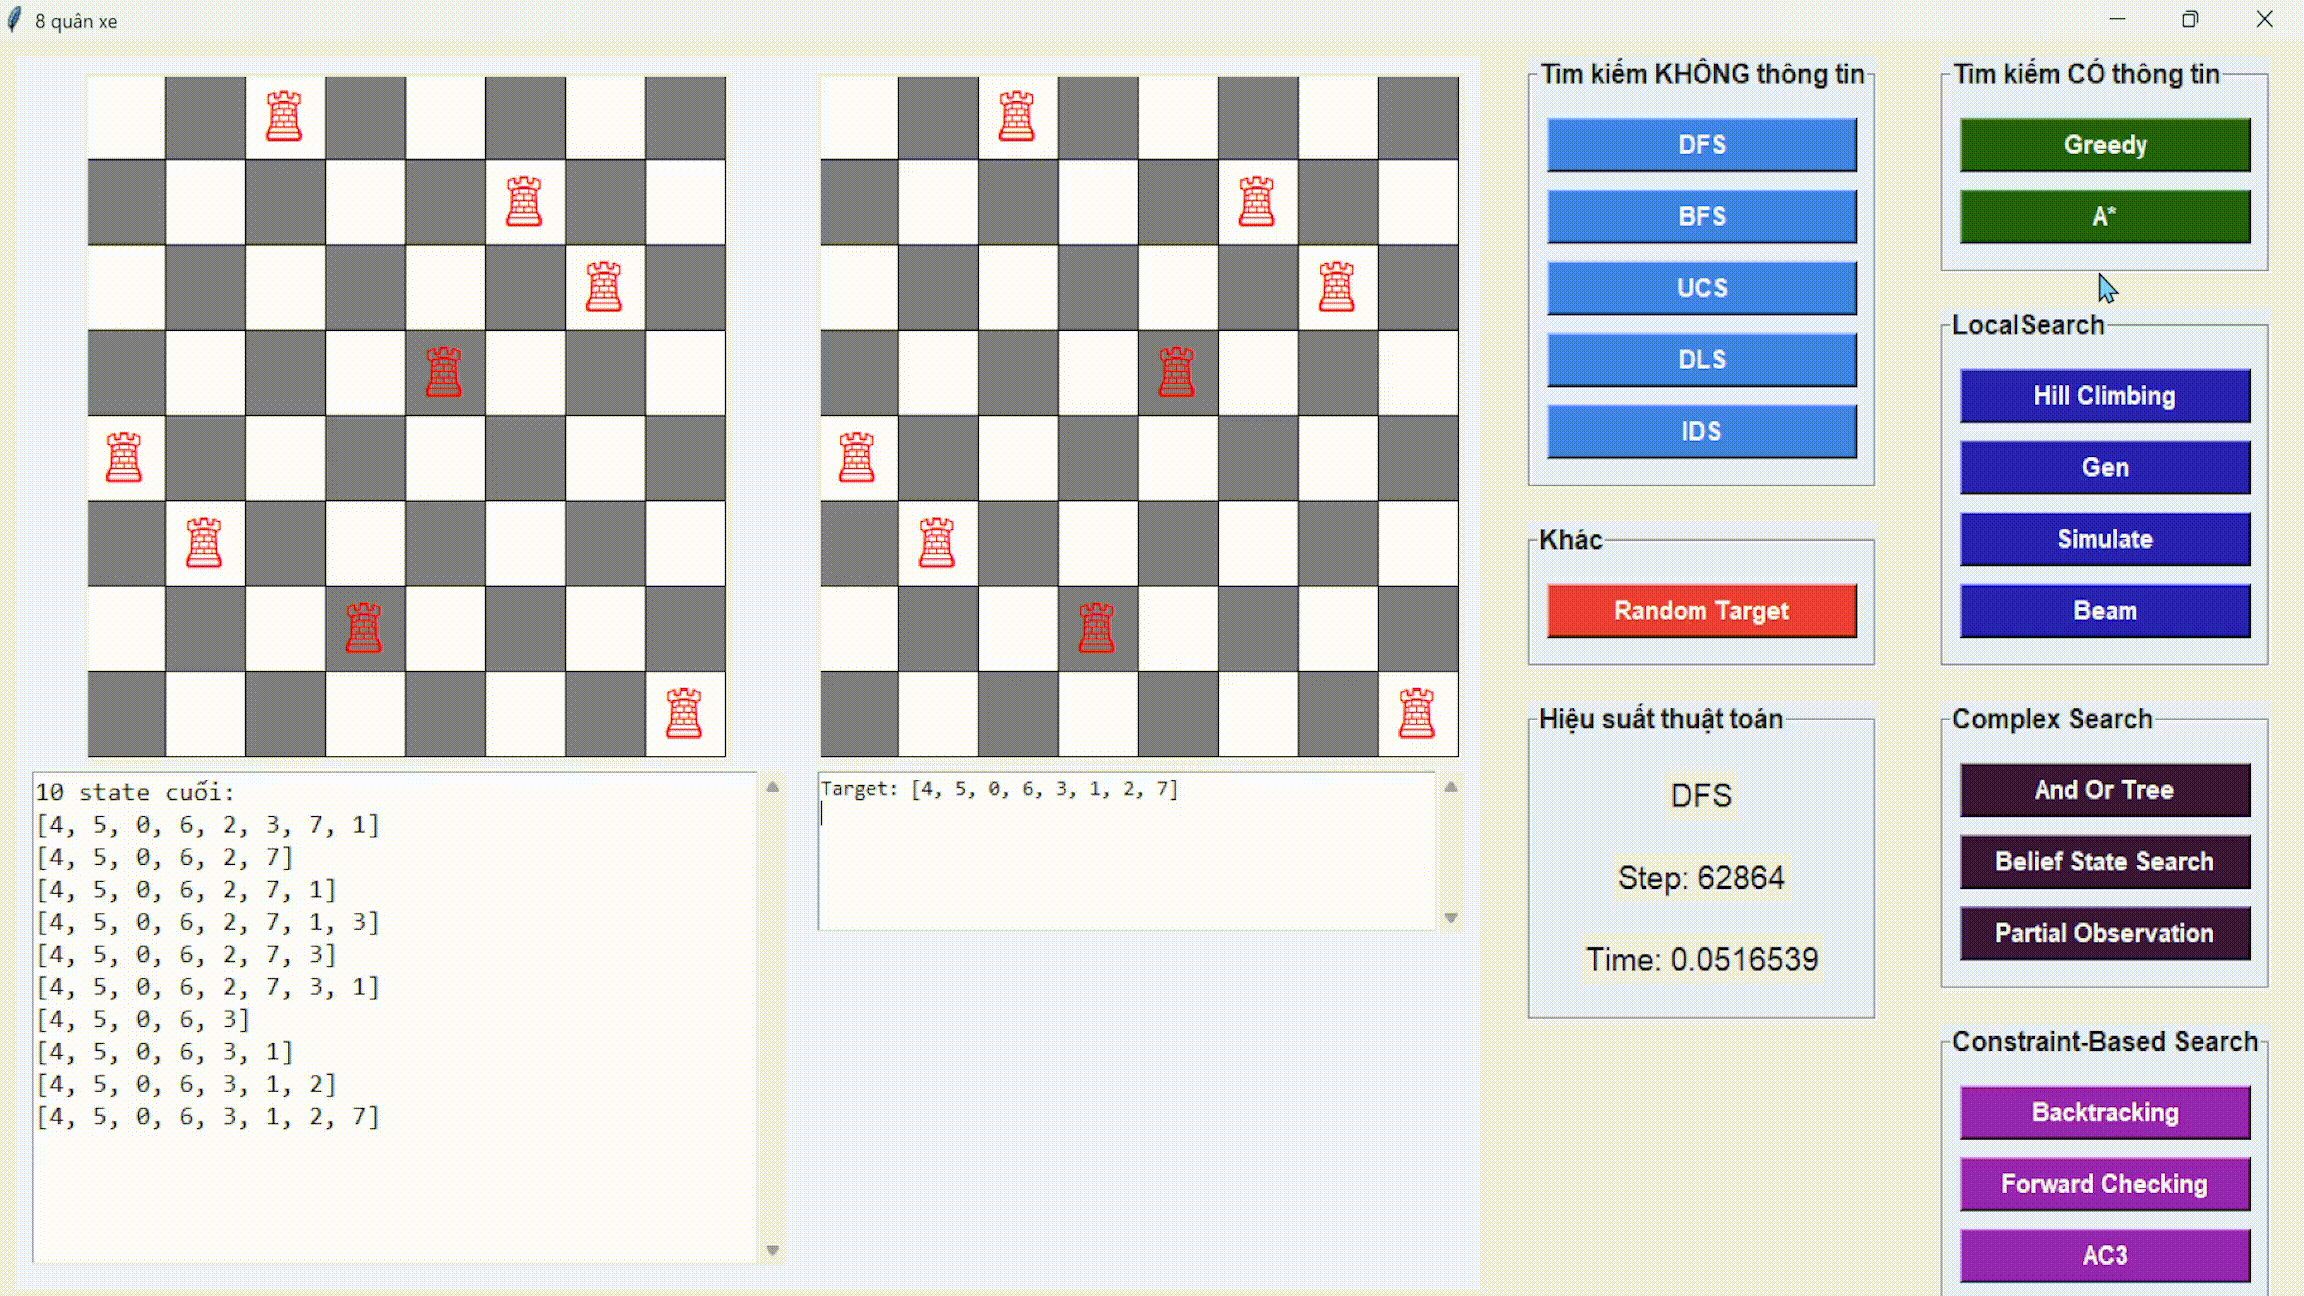 8 quân xe
10 state cuối:
[4, 5, 0, 6, 2, 3, 7, 1]
[4, 5, 0, 6, 2, 7]
[4, 5, 0, 6, 2, 7, 1]
[4, 5, 0, 6, 2, 7, 1, 3]
[4, 5, 0, 6, 2, 7, 3]
[4, 5, 0, 6, 2, 7, 3, 1]
[4, 5, 0, 6, 3]
[4, 5, 0, 6, 3, 1]
[4, 5, 0, 6, 3, 1, 2]
[4, 5, 0, 6, 3, 1, 2, 7]
Target: [4, 5, 0, 6, 3, 1, 2, 7]
Tìm kiếm KHÔNG thông tin
DFS
BFS
UCS
DLS
IDS
Khác
Random Target
Hiệu suất thuật toán
DFS
Step: 62864
Time: 0.0516539
Tìm kiếm CÓ thông tin
Greedy
A*
LocalSearch
Hill Climbing
Gen
Simulate
Beam
Complex Search
And Or Tree
Belief State Search
Partial Observation
Constraint-Based Search
Backtracking
Forward Checking
AC3